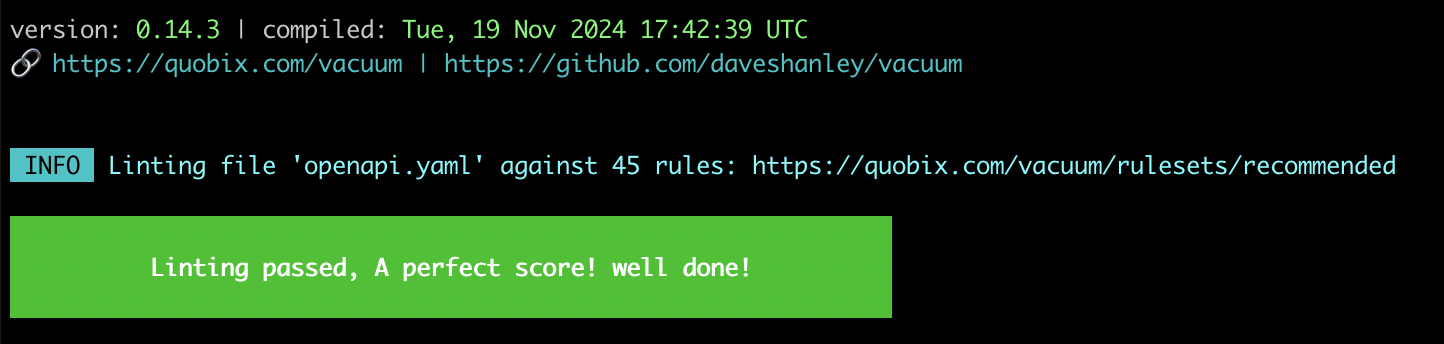 version: 0.14.3 | compiled: Tue, 19 Nov 2024 17:42:39 UTC
🔗 https://quobix.com/vacuum | https://github.com/daveshanley/vacuum
INFO Linting file 'openapi.yaml' against 45 rules: https://quobix.com/vacuum/rulesets/recommended
Linting passed, A perfect score! well done!